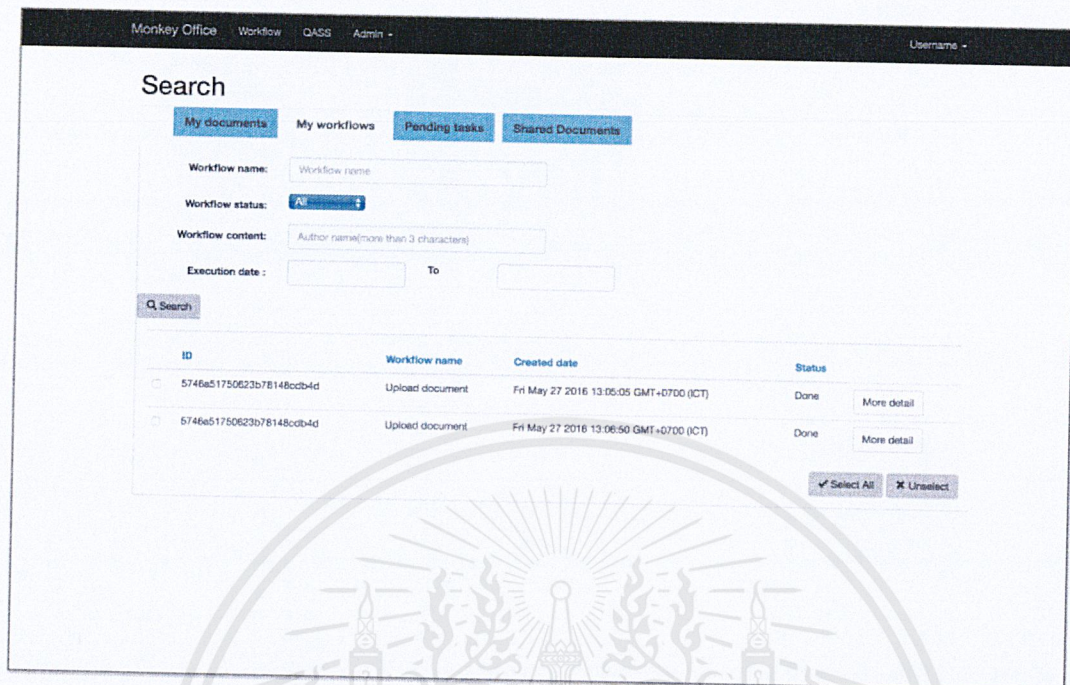 Monkey Office Workflow QASS Admin Username
Search
My documents My workflows Pending tasks Shared Documents
Workflow name: Workflow name
Workflow status: All
Workflow content: Author name(more than 3 characters)
Execution date : To
Search
ID Workflow name Created date Status
5746e51750623b78148cdb4d Upload document Fri May 27 2016 13:05:05 GMT+0700 (ICT) Done More detail
5746e51750623b78148cdb4d Upload document Fri May 27 2016 13:06:50 GMT+0700 (ICT) Done More detail
Select All Unselect